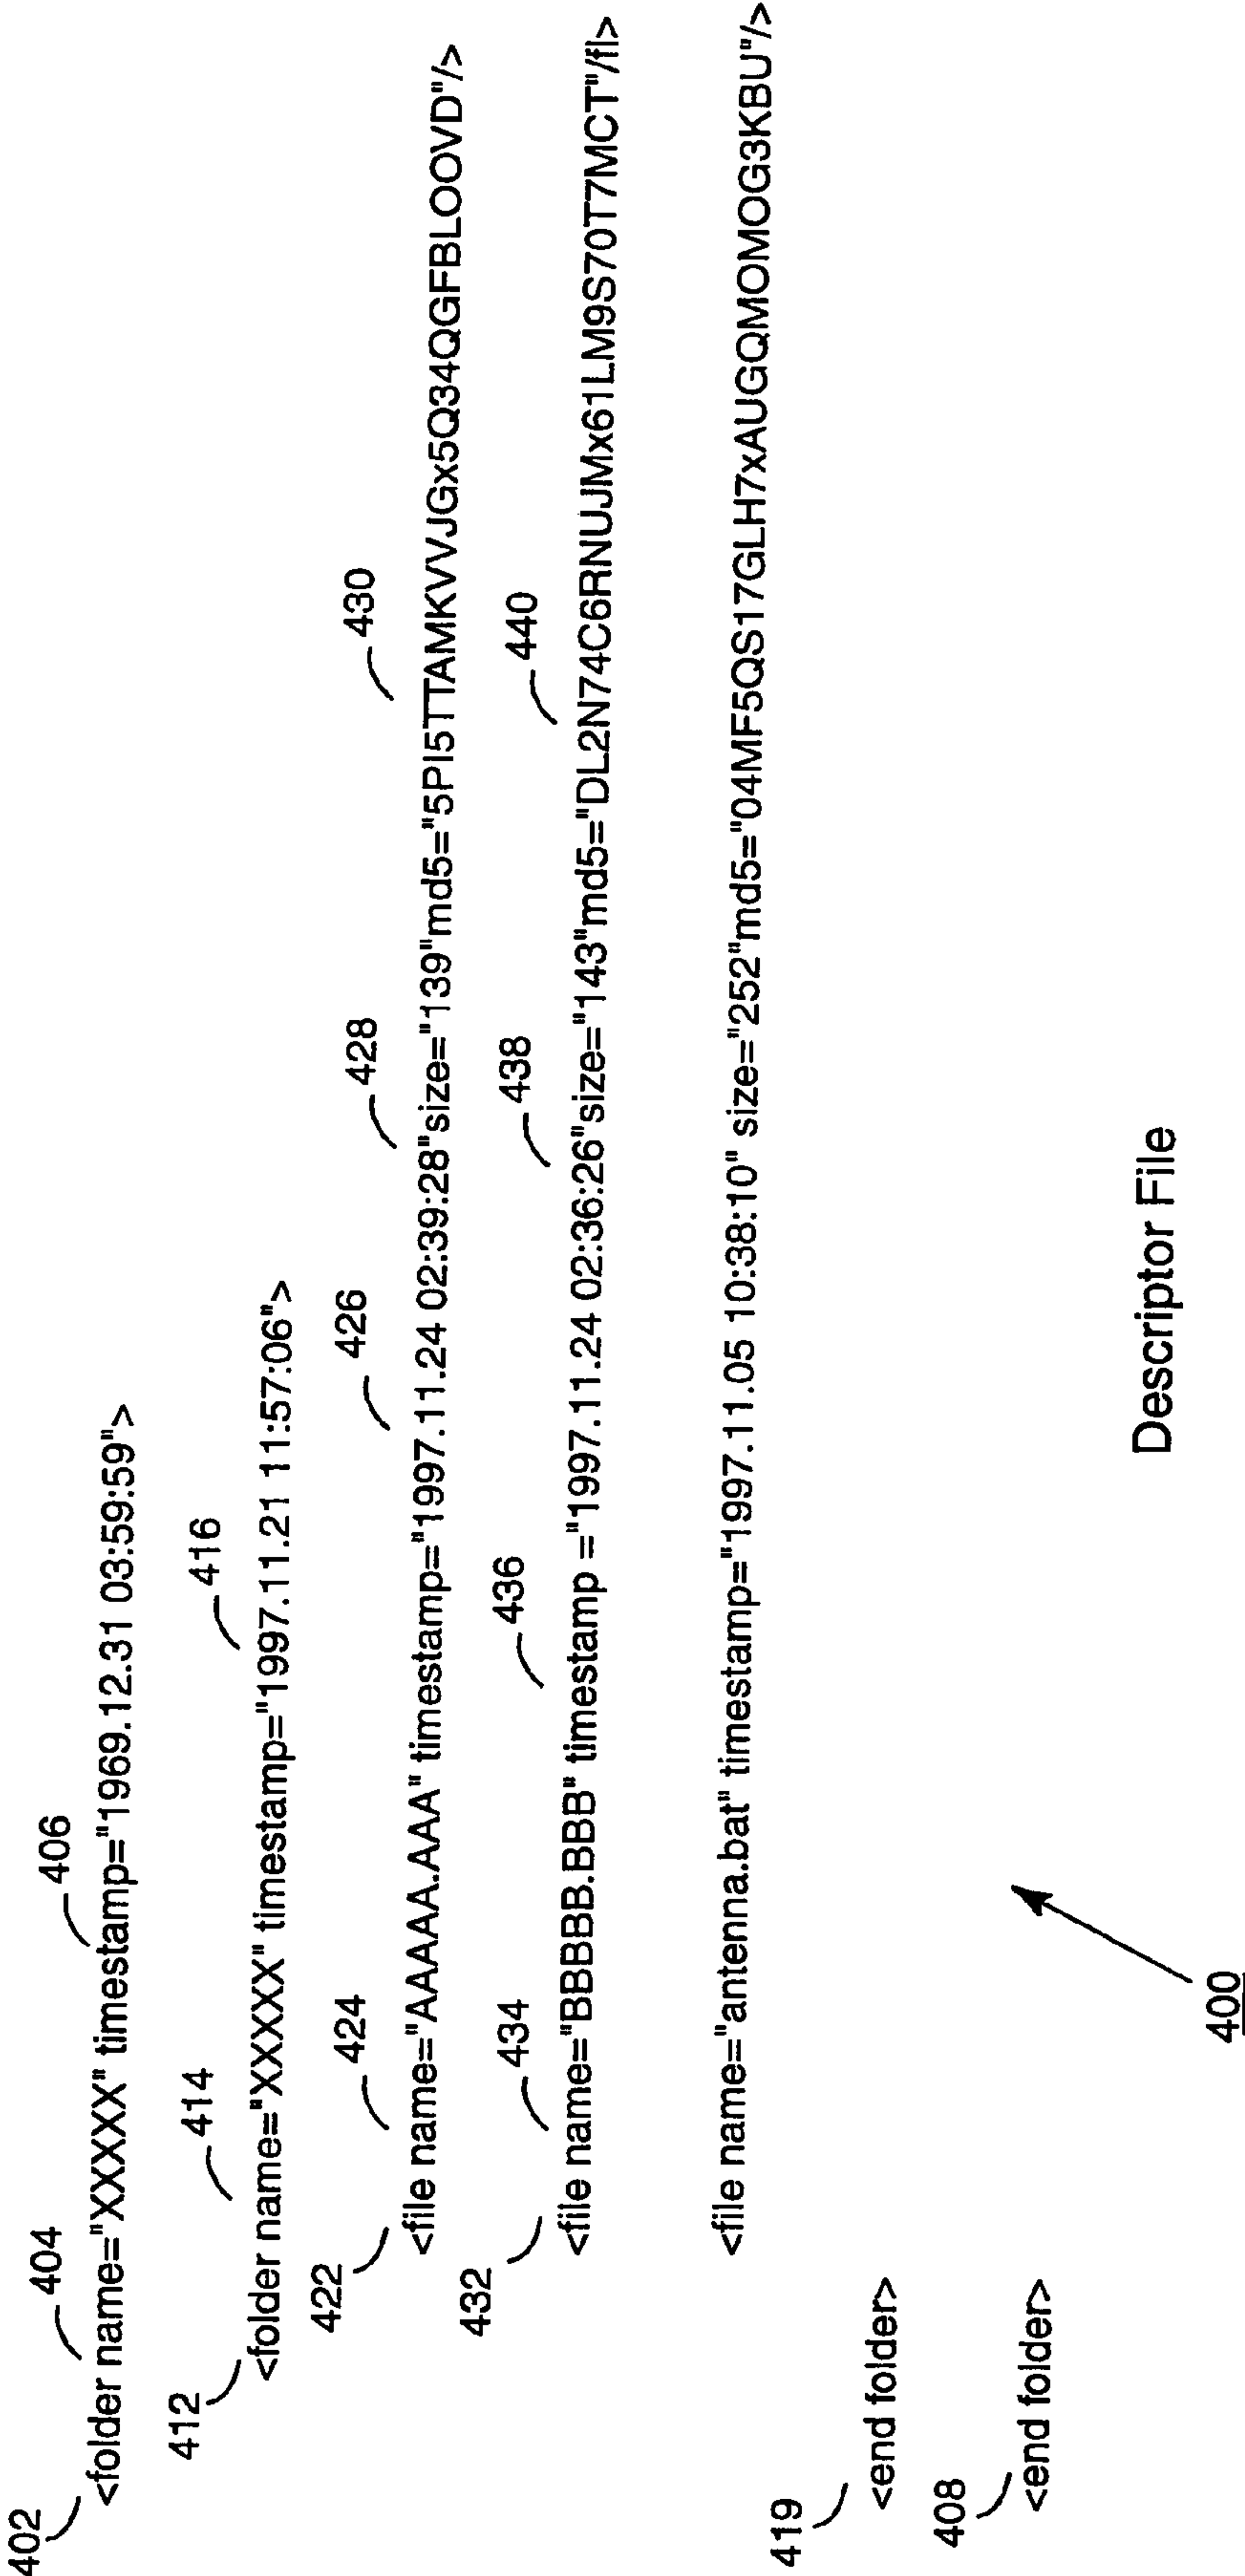 402 404 406
<folder name="XXXXX" timestamp="1969.12.31 03:59:59">
412 414 416
<folder name="XXXXX" timestamp="1997.11.21 11:57:06">
422 424 426 428 430
<file name="AAAAA.AAA" timestamp="1997.11.24 02:39:28"size="139"md5="5PI5TTAMKVVJGx5Q34QGFBLOOVD"/>
432 434 436 438 440
<file name="BBBBB.BBB" timestamp ="1997.11.24 02:36:26"size="143"md5="DL2N74C6RNUJMx61LM9S70T7MCT"/fl>
<file name="antenna.bat" timestamp="1997.11.05 10:38:10" size="252"md5="04MF5QS17GLH7xAUGQMOMOG3KBU"/>
419
<end folder>
408
<end folder>
Descriptor File
400